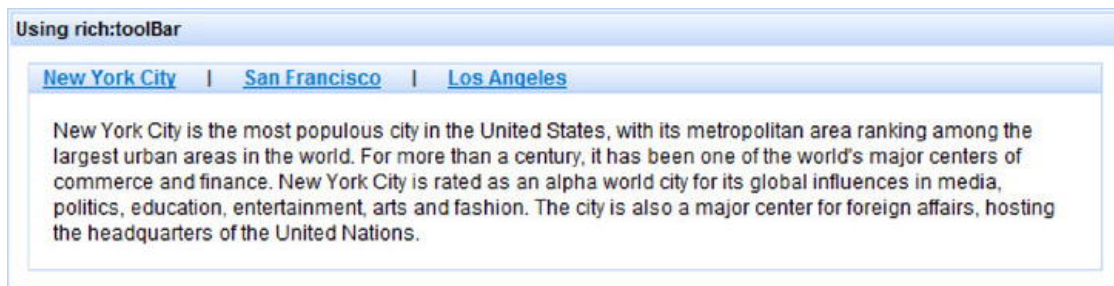 Using rich:toolBar
New York City | San Francisco | Los Angeles
New York City is the most populous city in the United States, with its metropolitan area ranking among the
largest urban areas in the world. For more than a century, it has been one of the world's major centers of
commerce and finance. New York City is rated as an alpha world city for its global influences in media,
politics, education, entertainment, arts and fashion. The city is also a major center for foreign affairs, hosting
the headquarters of the United Nations.